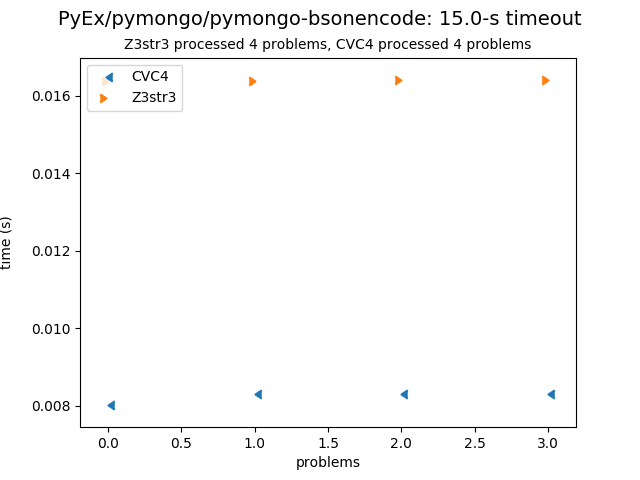 PyEx/pymongo/pymongo-bsonencode: 15.0-s timeout
Z3str3 processed 4 problems, CVC4 processed 4 problems
CVC4
Z3str3
time (s)
0.016
0.014
0.012
0.010
0.008
0.0 0.5 1.0 1.5 2.0 2.5 3.0
problems